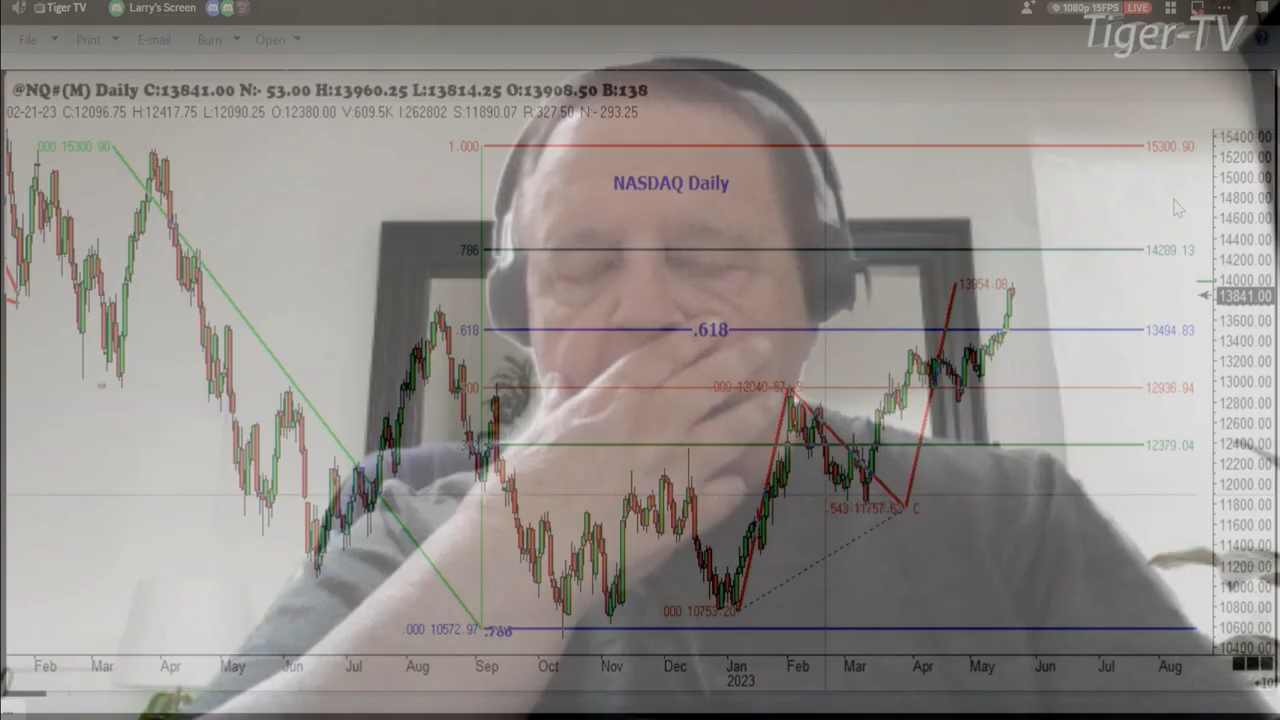 Tiger TV Larry's Screen 1080p 15FPS LIVE
Tiger-TV
File Print E-mail Burn Open
@NQ#(M) Daily C:13841.00 N:- 53.00 H:13960.25 L:13814.25 O:13908.50 B:138
02-21-23 C:12096.75 H:12417.75 L:12090.25 O:12380.00 V:609.5K I:262802 S:11890.07 R:327.50 N:-293.25
15400.00
.000 15300.90 1.000 15300.90
15200.00
15000.00
NASDAQ Daily
14800.00
14600.00
14400.00
.786 14289.13
14200.00
14000.00
13954.08
13841.00
13600.00
.618 .618 13494.83
13400.00
13200.00
13000.00
12936.94
12800.00
12600.00
12379.04
12400.00
12200.00
12000.00
11800.00
.543 11757.63 C
11600.00
11400.00
11200.00
11000.00
.000 10753.20
10800.00
.000 10572.97 .786
10600.00
10400.00
Feb Mar Apr May Jun Jul Aug Sep Oct Nov Dec Jan Feb Mar Apr May Jun Jul Aug
2023